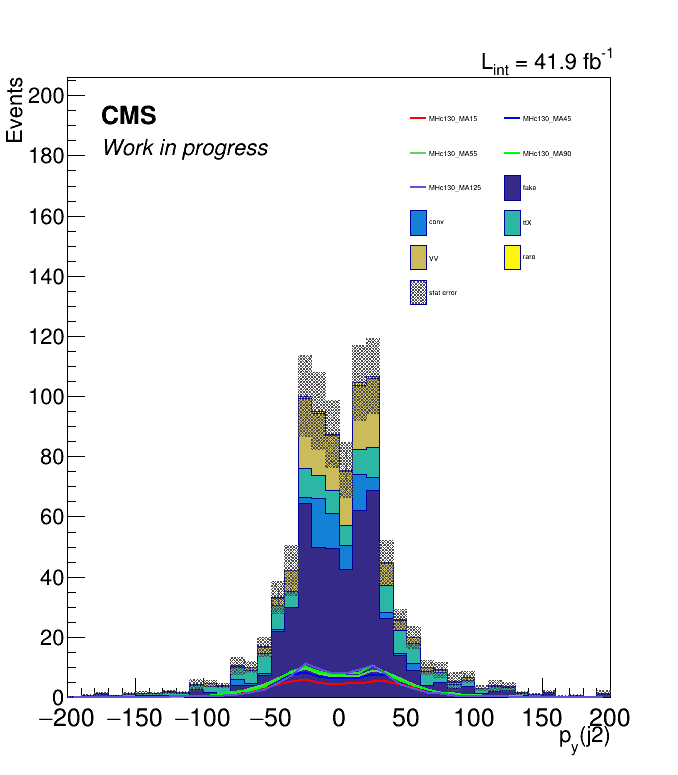 L_int = 41.9 fb^-1
Events
CMS
Work in progress
MHc130_MA15
MHc130_MA45
MHc130_MA55
MHc130_MA90
MHc130_MA125
fake
conv
ttX
VV
rare
stat error
200
180
160
140
120
100
80
60
40
20
0
−200 −150 −100 −50 0 50 100 150 200
p_y(j2)